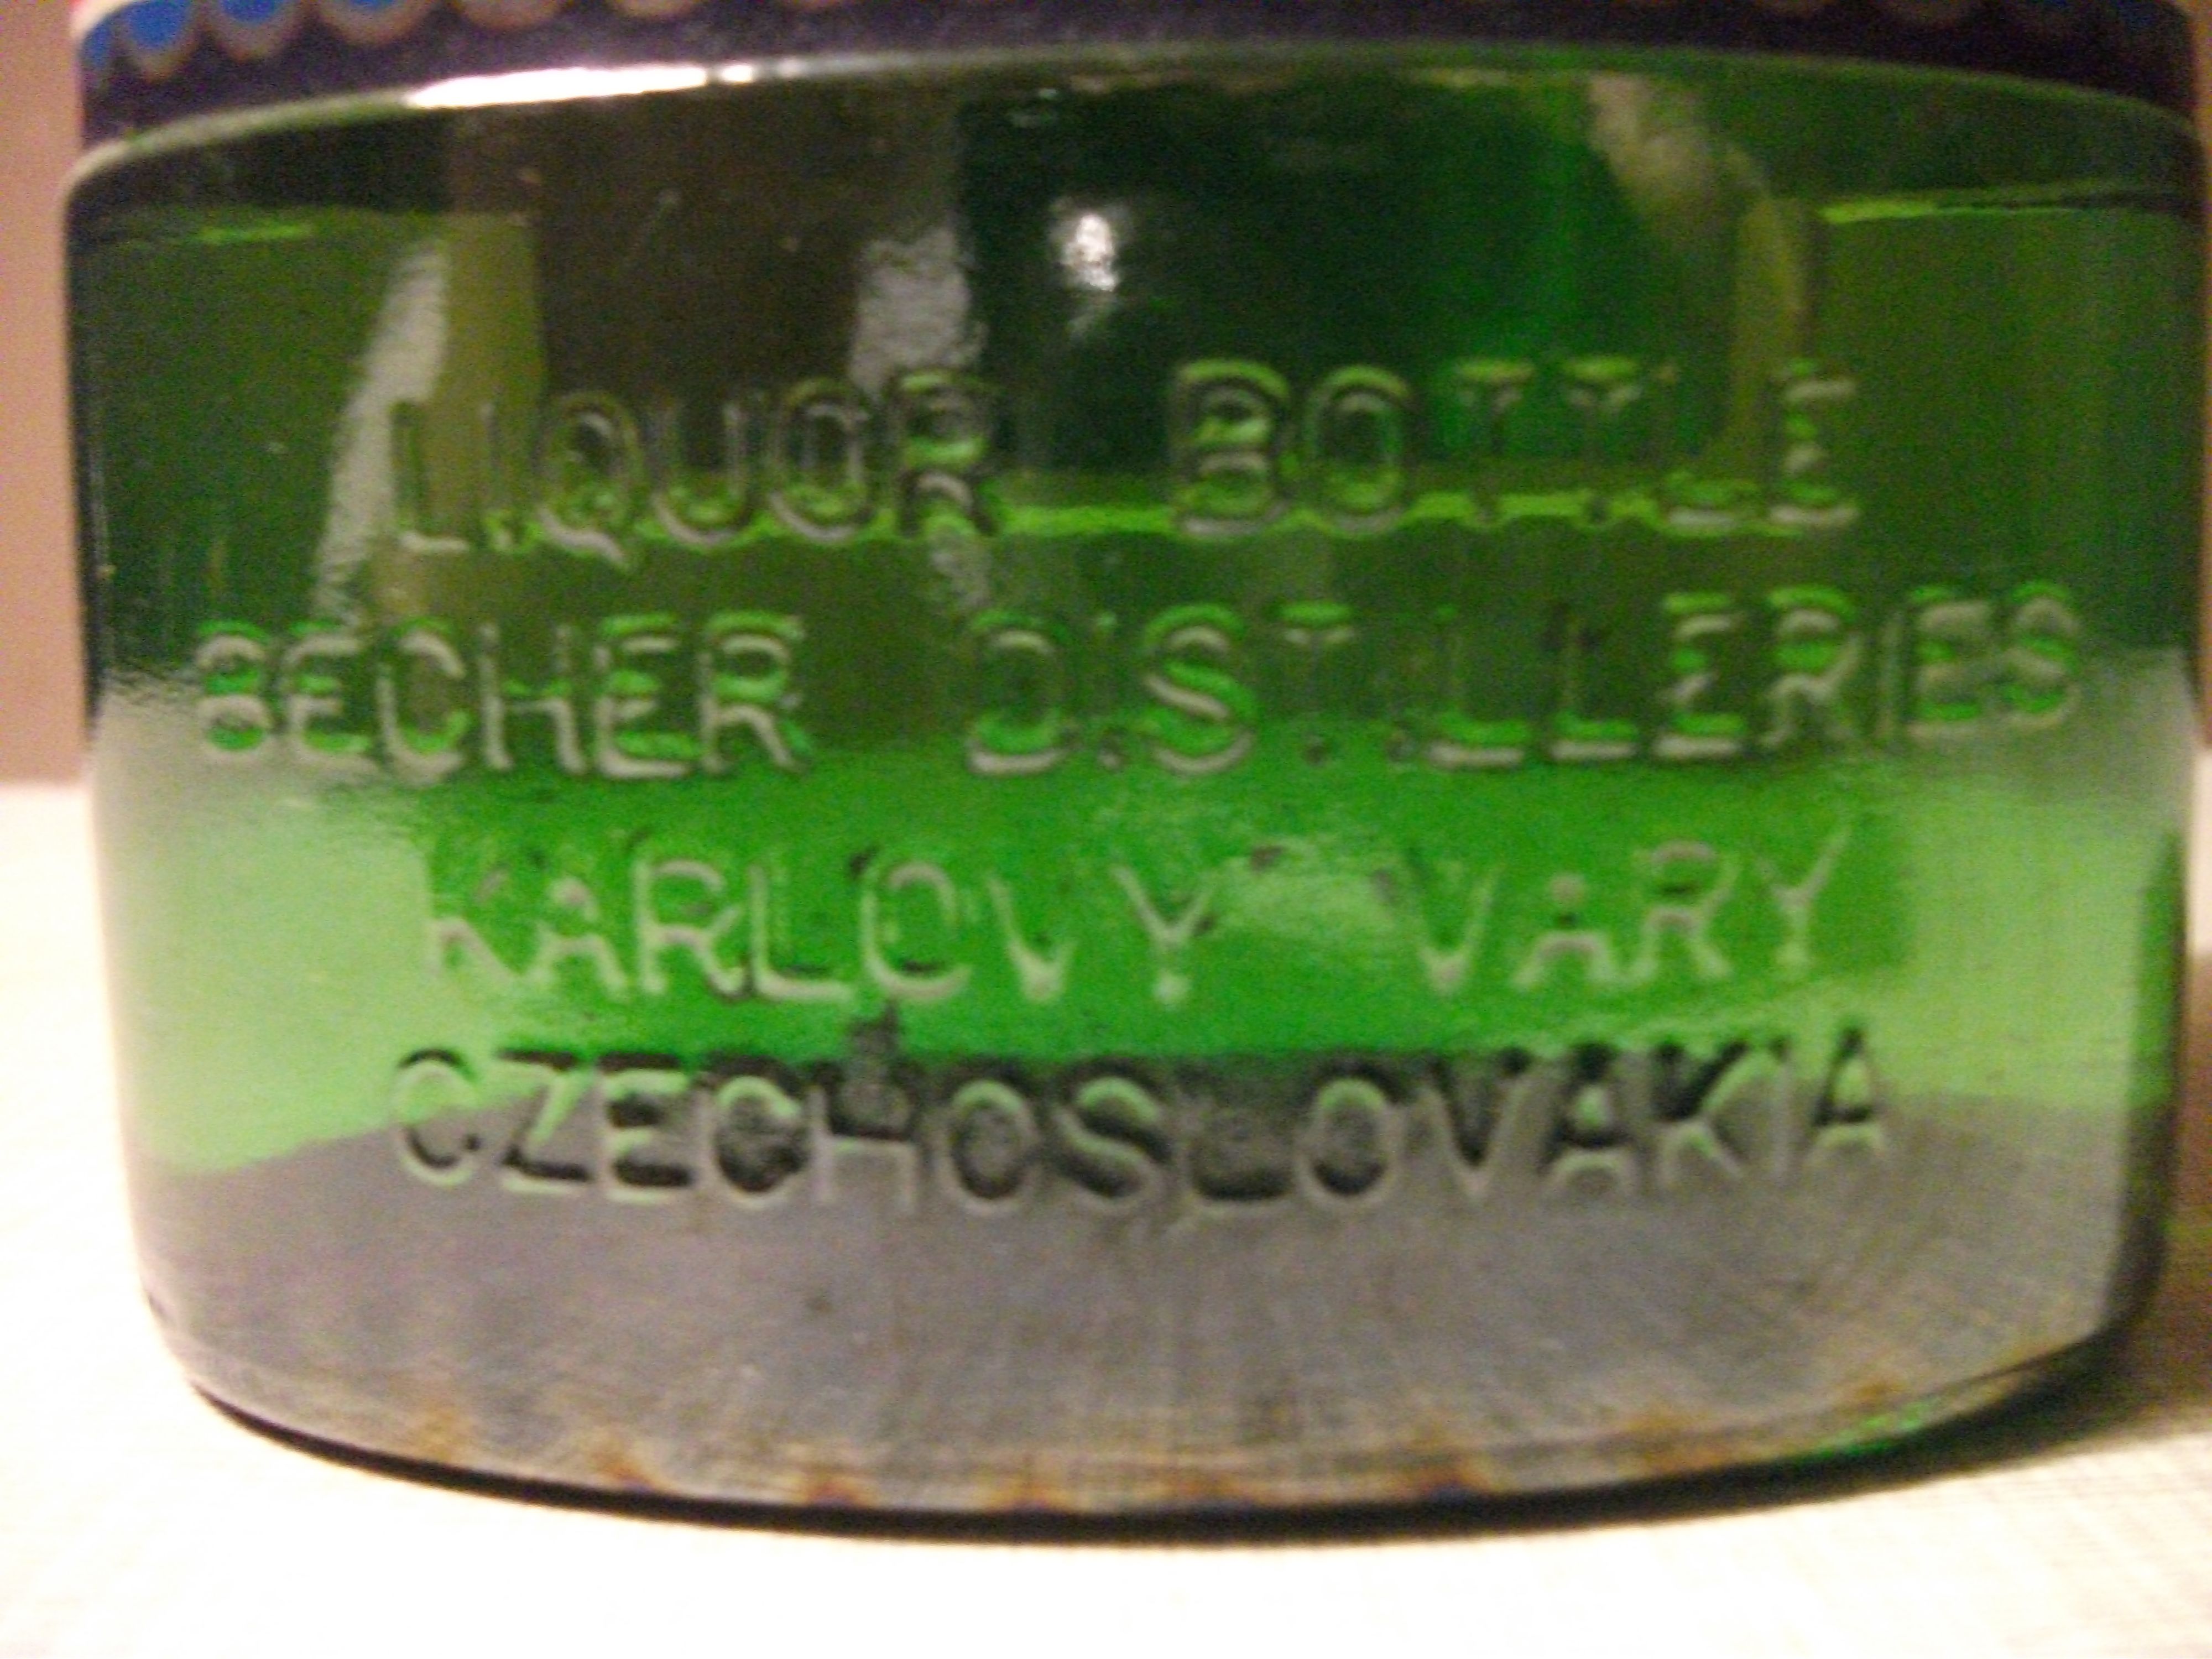 LIQUOR BOTTLE
BECHER DISTILLERIES
KARLOVY VARY
CZECHOSLOVAKIA